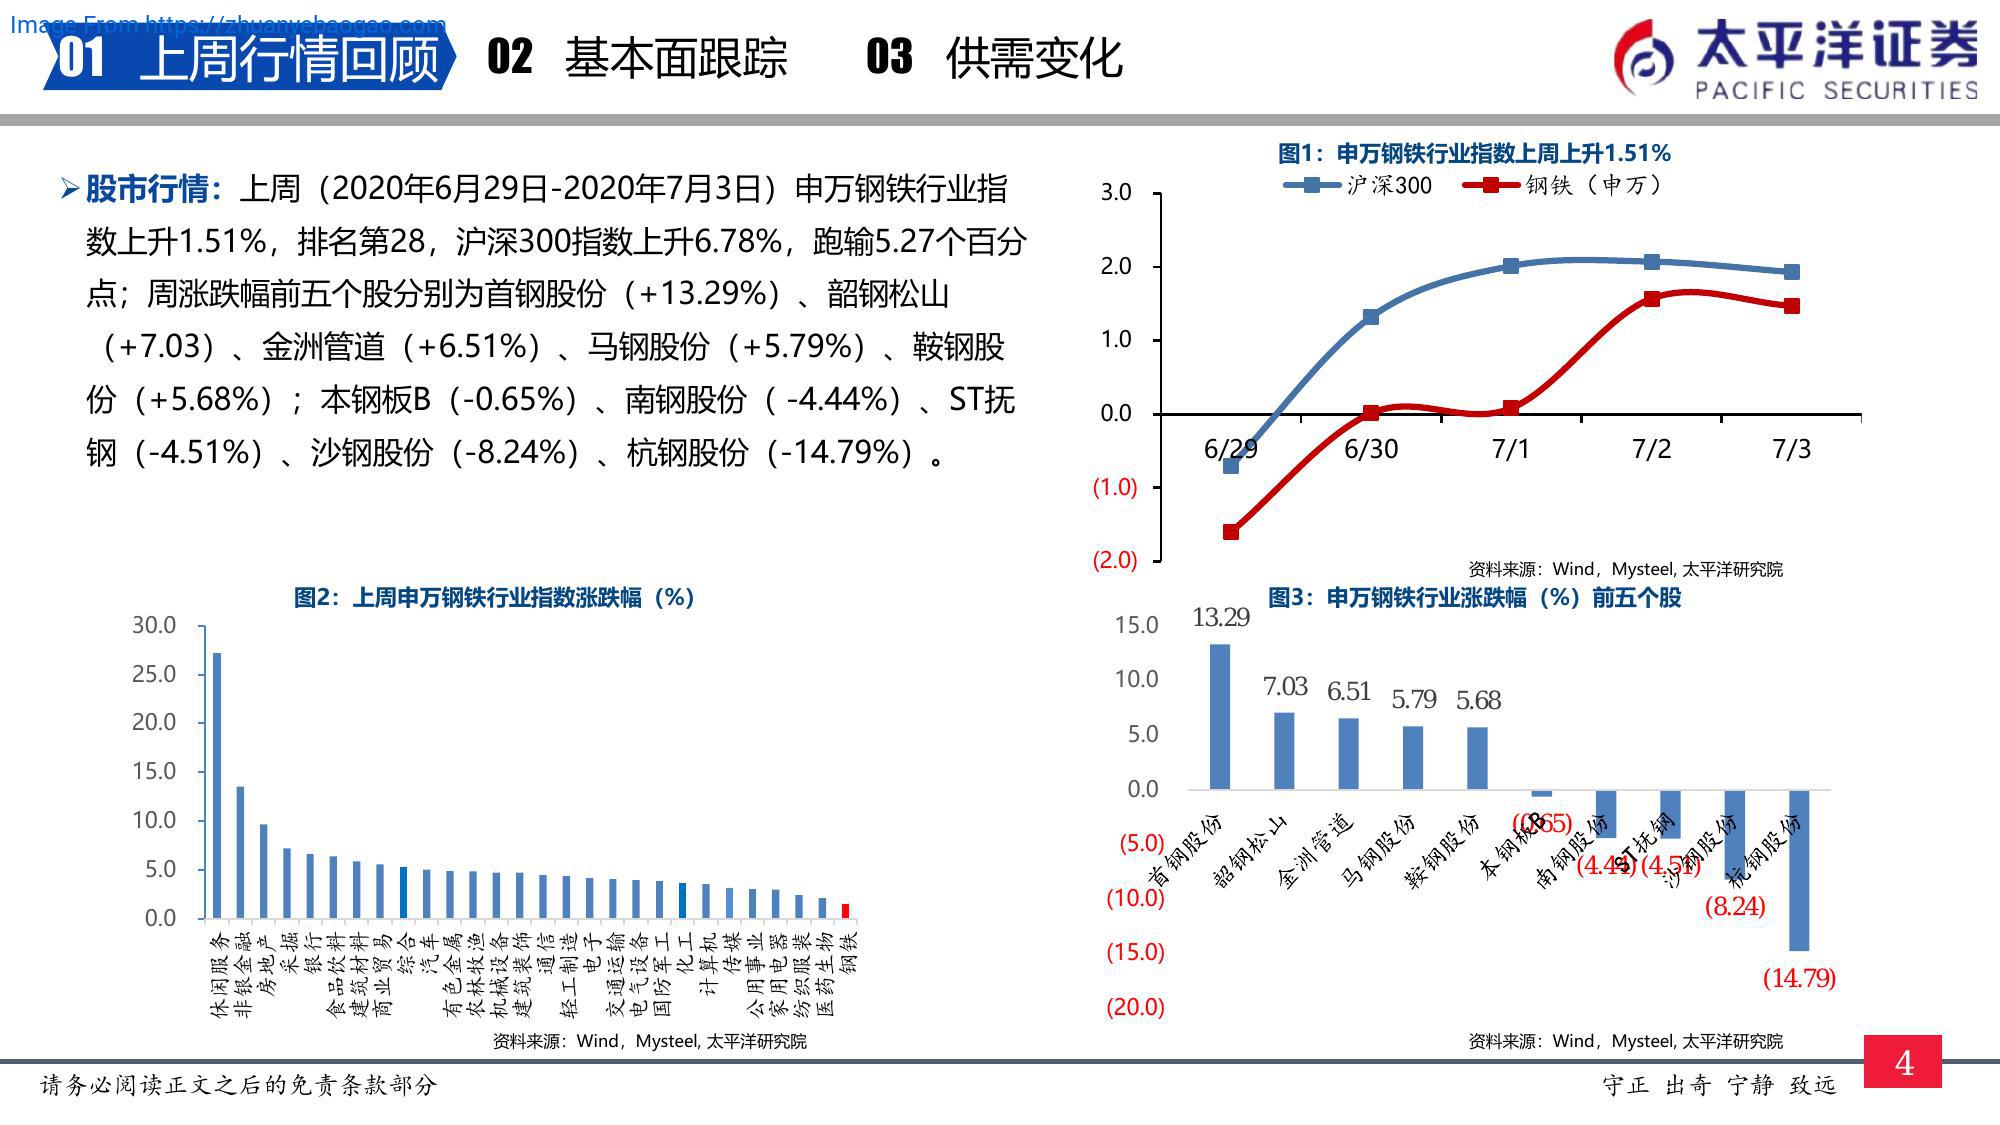 Image From https://zhuanyebaogao.com
01 上周行情回顾 02 基本面跟踪 03 供需变化
太平洋证券
PACIFIC SECURITIES
➢股市行情：上周（2020年6月29日-2020年7月3日）申万钢铁行业指
数上升1.51%，排名第28，沪深300指数上升6.78%，跑输5.27个百分
点；周涨跌幅前五个股分别为首钢股份（+13.29%）、韶钢松山
（+7.03）、金洲管道（+6.51%）、马钢股份（+5.79%）、鞍钢股
份（+5.68%）；本钢板B（-0.65%）、南钢股份（ -4.44%）、ST抚
钢（-4.51%）、沙钢股份（-8.24%）、杭钢股份（-14.79%）。
图1：申万钢铁行业指数上周上升1.51%
沪深300 钢铁（申万）
3.0
2.0
1.0
0.0
(1.0)
(2.0)
6/29 6/30 7/1 7/2 7/3
资料来源：Wind，Mysteel, 太平洋研究院
图2：上周申万钢铁行业指数涨跌幅（%）
30.0
25.0
20.0
15.0
10.0
5.0
0.0
休闲服务
非银金融
房地产
采掘
银行
食品饮料
建筑材料
商业贸易
综合
汽车
有色金属
农林牧渔
机械设备
建筑装饰
通信
轻工制造
电子
交通运输
电气设备
国防军工
化工
计算机
传媒
公用事业
家用电器
纺织服装
医药生物
钢铁
资料来源：Wind，Mysteel, 太平洋研究院
图3：申万钢铁行业涨跌幅（%）前五个股
15.0
10.0
5.0
0.0
(5.0)
(10.0)
(15.0)
(20.0)
13.29 7.03 6.51 5.79 5.68 (0.65) (4.44) (4.51) (8.24) (14.79)
首钢股份
韶钢松山
金洲管道
马钢股份
鞍钢股份
本钢板B
南钢股份
ST抚钢
沙钢股份
杭钢股份
资料来源：Wind，Mysteel, 太平洋研究院
请务必阅读正文之后的免责条款部分
守正 出奇 宁静 致远
4